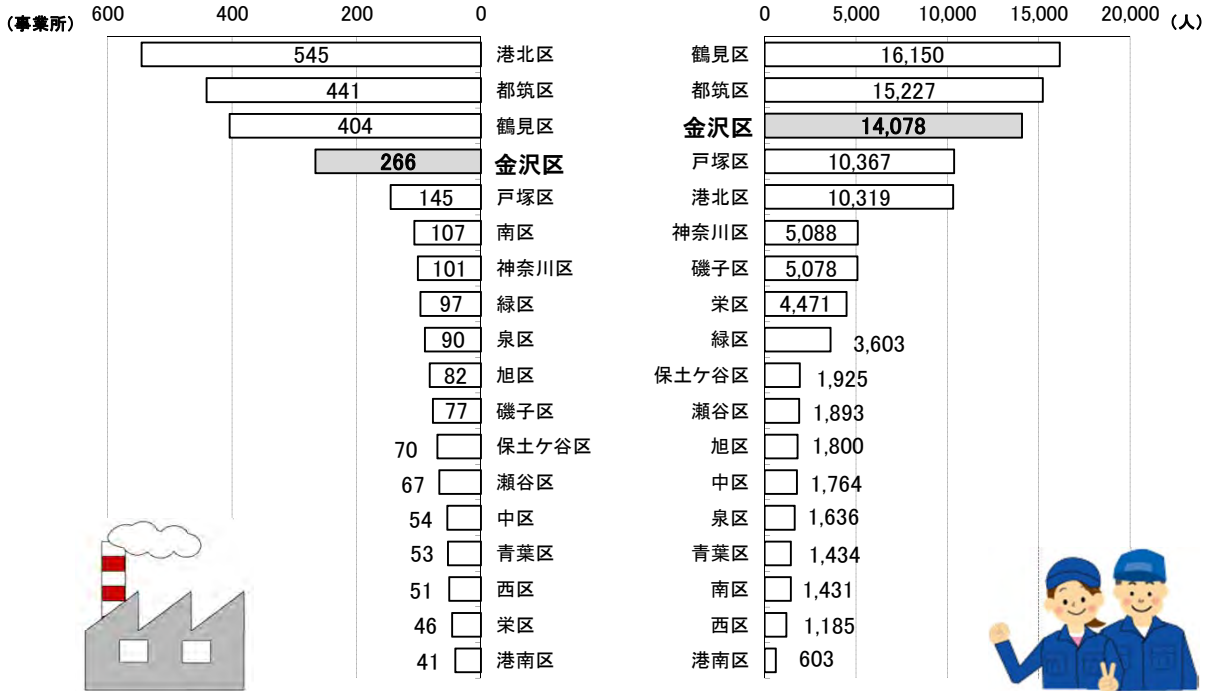 (事業所) 600 400 200 0
545 港北区
441 都筑区
404 鶴見区
266 金沢区
145 戸塚区
107 南区
101 神奈川区
97 緑区
90 泉区
82 旭区
77 磯子区
70 保土ケ谷区
67 瀬谷区
54 中区
53 青葉区
51 西区
46 栄区
41 港南区
0 5,000 10,000 15,000 20,000 (人)
鶴見区 16,150
都筑区 15,227
金沢区 14,078
戸塚区 10,367
港北区 10,319
神奈川区 5,088
磯子区 5,078
栄区 4,471
緑区 3,603
保土ケ谷区 1,925
瀬谷区 1,893
旭区 1,800
中区 1,764
泉区 1,636
青葉区 1,434
南区 1,431
西区 1,185
港南区 603